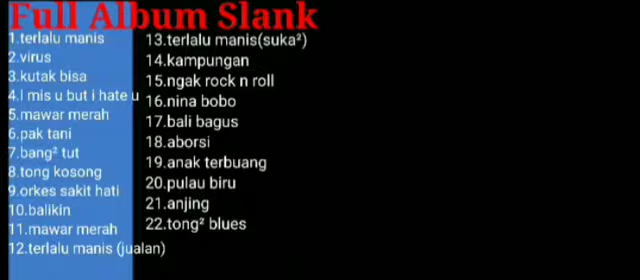 Full Album Slank
1.terlalu manis
2.virus
3.kutak bisa
4.I mis u but i hate u
5.mawar merah
6.pak tani
7.bang² tut
8.tong kosong
9.orkes sakit hati
10.balikin
11.mawar merah
12.terlalu manis (jualan)
13.terlalu manis(suka²)
14.kampungan
15.ngak rock n roll
16.nina bobo
17.bali bagus
18.aborsi
19.anak terbuang
20.pulau biru
21.anjing
22.tong² blues